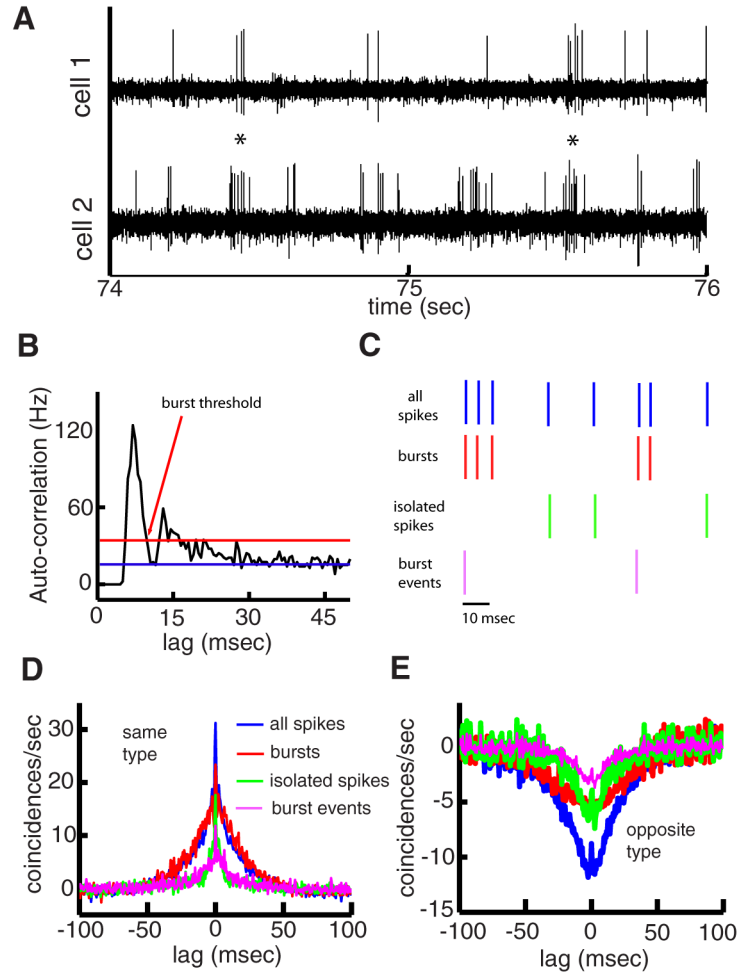 A
cell 1
*
*
cell 2
74
75
76
time (sec)
B
burst threshold
Auto-correlation (Hz)
120
60
0
0
15
30
45
lag (msec)
C
all
spikes
bursts
isolated
spikes
burst
events
10 msec
D
coincidences/sec
30
20
10
0
same
type
all spikes
bursts
isolated spikes
burst events
-100
-50
0
50
100
lag (msec)
E
coincidences/sec
0
-5
-10
-15
opposite
type
-100
-50
0
50
100
lag (msec)